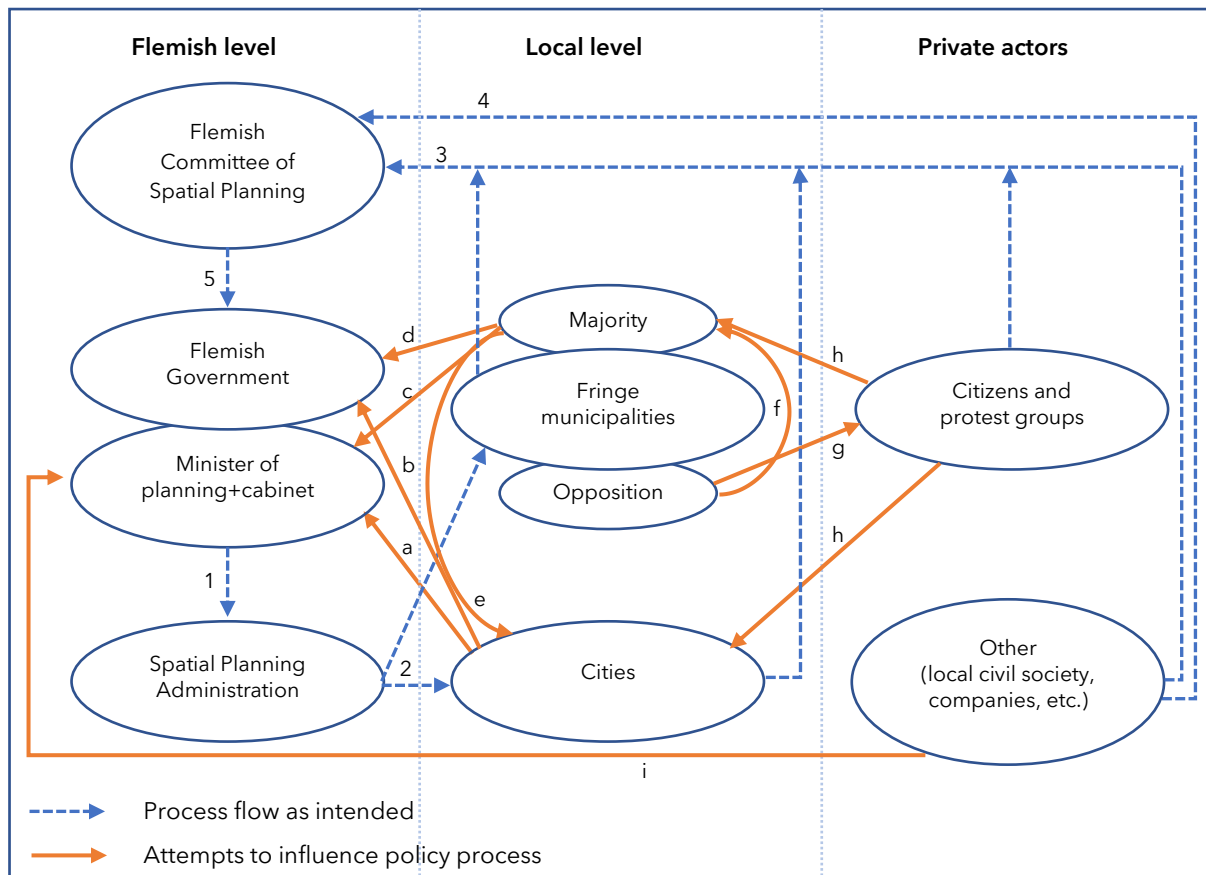 Flemish level
Local level
Private actors
4
Flemish
Committee of
Spatial Planning
3
5
Majority
d
Flemish
Government
h
c
Fringe
municipalities
f
Citizens and
protest groups
g
b
Minister of
planning+cabinet
Opposition
a
h
1
e
Spatial Planning
Administration
2
Cities
Other
(local civil society,
companies, etc.)
i
Process flow as intended
Attempts to influence policy process